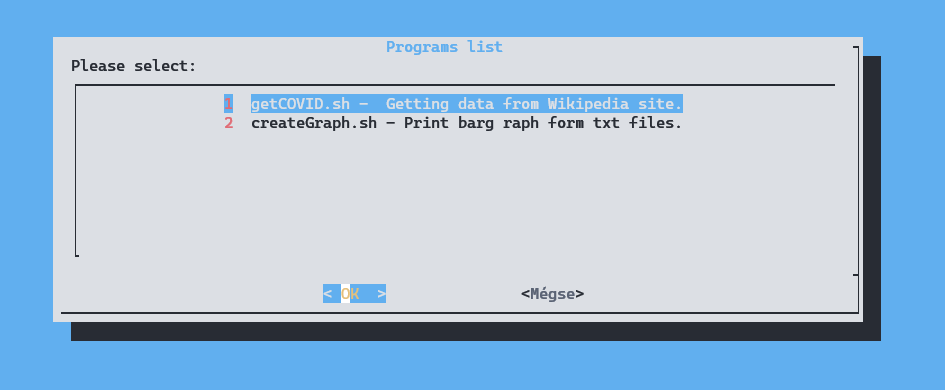 Programs list
Please select:
1 getCOVID.sh -  Getting data from Wikipedia site.
2 createGraph.sh - Print barg raph form txt files.
< OK  > <Mégse>